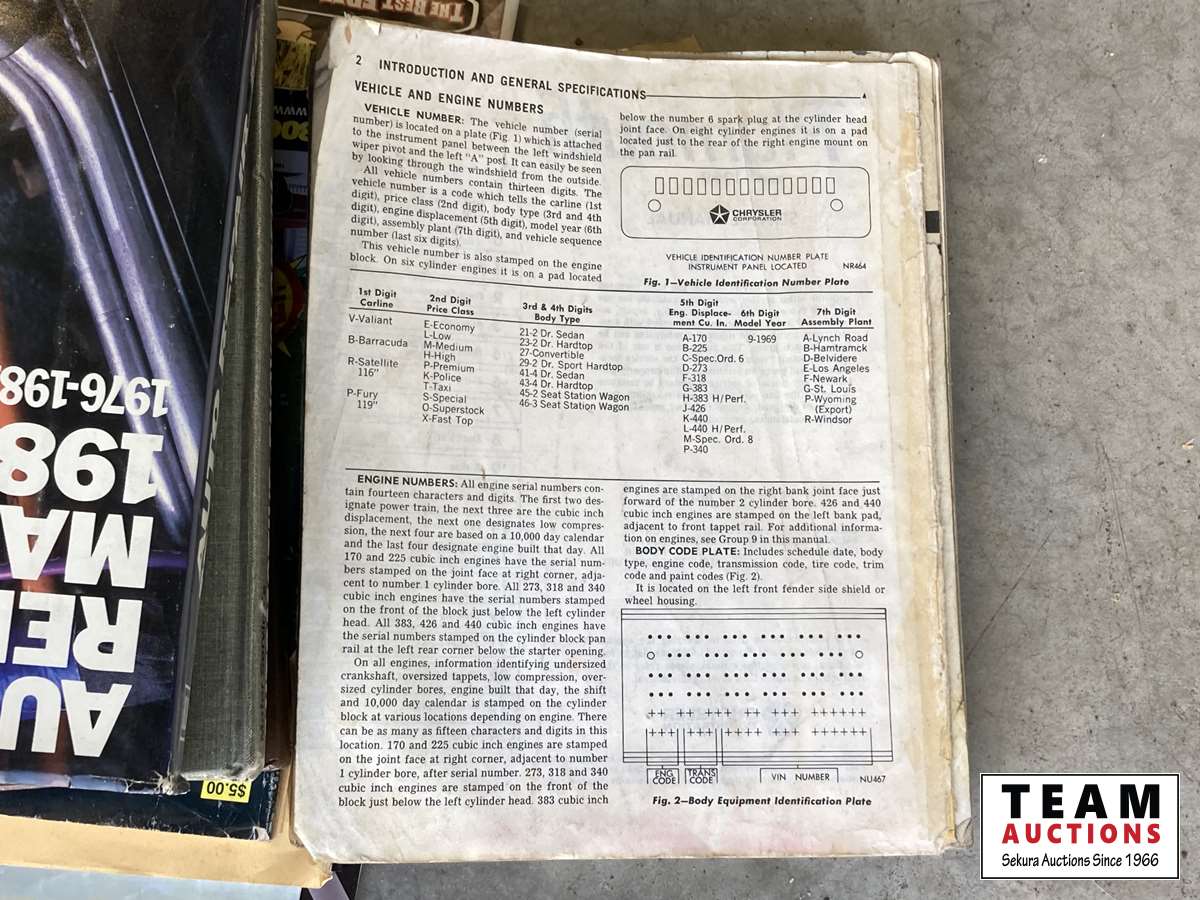 THE BEST
2 INTRODUCTION AND GENERAL SPECIFICATIONS
VEHICLE AND ENGINE NUMBERS
VEHICLE NUMBER: The vehicle number (serial
number) is located on a plate (Fig. 1) which is attached
to the instrument panel between the left windshield
wiper pivot and the left "A" post. It can easily be seen
by looking through the windshield from the outside.
All vehicle numbers contain thirteen digits. The
vehicle number is a code which tells the carline (1st
digit), price class (2nd digit), body type (3rd and 4th
digit), engine displacement (5th digit), model year (6th
digit), assembly plant (7th digit), and vehicle sequence
number (last six digits).
This vehicle number is also stamped on the engine
block. On six cylinder engines it is on a pad located
below the number 6 spark plug at the cylinder head
joint face. On eight cylinder engines it is on a pad
located just to the rear of the right engine mount on
the pan rail.
CHRYSLER
CORPORATION
VEHICLE IDENTIFICATION NUMBER PLATE
INSTRUMENT PANEL LOCATED NR464
Fig. 1—Vehicle Identification Number Plate
1st Digit
Carline
V-Valiant
B-Barracuda
R-Satellite
116"
P-Fury
119"
2nd Digit
Price Class
E-Economy
L-Low
M-Medium
H-High
P-Premium
K-Police
T-Taxi
S-Special
O-Superstock
X-Fast Top
3rd & 4th Digits
Body Type
21-2 Dr. Sedan
23-2 Dr. Hardtop
27-Convertible
29-2 Dr. Sport Hardtop
41-4 Dr. Sedan
43-4 Dr. Hardtop
45-2 Seat Station Wagon
46-3 Seat Station Wagon
5th Digit
Eng. Displace-
ment Cu. In.
A-170
B-225
C-Spec.Ord. 6
D-273
F-318
G-383
H-383 H/Perf.
J-426
K-440
L-440 H/Perf.
M-Spec. Ord. 8
P-340
6th Digit
Model Year
9-1969
7th Digit
Assembly Plant
A-Lynch Road
B-Hamtramck
D-Belvidere
E-Los Angeles
F-Newark
G-St. Louis
P-Wyoming
(Export)
R-Windsor
ENGINE NUMBERS: All engine serial numbers con-
tain fourteen characters and digits. The first two des-
ignate power train, the next three are the cubic inch
displacement, the next one designates low compres-
sion, the next four are based on a 10,000 day calendar
and the last four designate engine built that day. All
170 and 225 cubic inch engines have the serial num-
bers stamped on the joint face at right corner, adja-
cent to number 1 cylinder bore. All 273, 318 and 340
cubic inch engines have the serial numbers stamped
on the front of the block just below the left cylinder
head. All 383, 426 and 440 cubic inch engines have
the serial numbers stamped on the cylinder block pan
rail at the left rear corner below the starter opening.
On all engines, information identifying undersized
crankshaft, oversized tappets, low compression, over-
sized cylinder bores, engine built that day, the shift
and 10,000 day calendar is stamped on the cylinder
block at various locations depending on engine. There
can be as many as fifteen characters and digits in this
location. 170 and 225 cubic inch engines are stamped
on the joint face at right corner, adjacent to number
1 cylinder bore, after serial number. 273, 318 and 340
cubic inch engines are stamped on the front of the
block just below the left cylinder head. 383 cubic inch
engines are stamped on the right bank joint face just
forward of the number 2 cylinder bore. 426 and 440
cubic inch engines are stamped on the left bank pad,
adjacent to front tappet rail. For additional informa-
tion on engines, see Group 9 in this manual.
BODY CODE PLATE: Includes schedule date, body
type, engine code, transmission code, tire code, trim
code and paint codes (Fig. 2).
It is located on the left front fender side shield or
wheel housing.
ENG CODE
TRANS CODE
VIN NUMBER
NU467
Fig. 2—Body Equipment Identification Plate
1976-198
198
MA
RE
AU
$5.00
TEAM
AUCTIONS
Sekura Auctions Since 1966